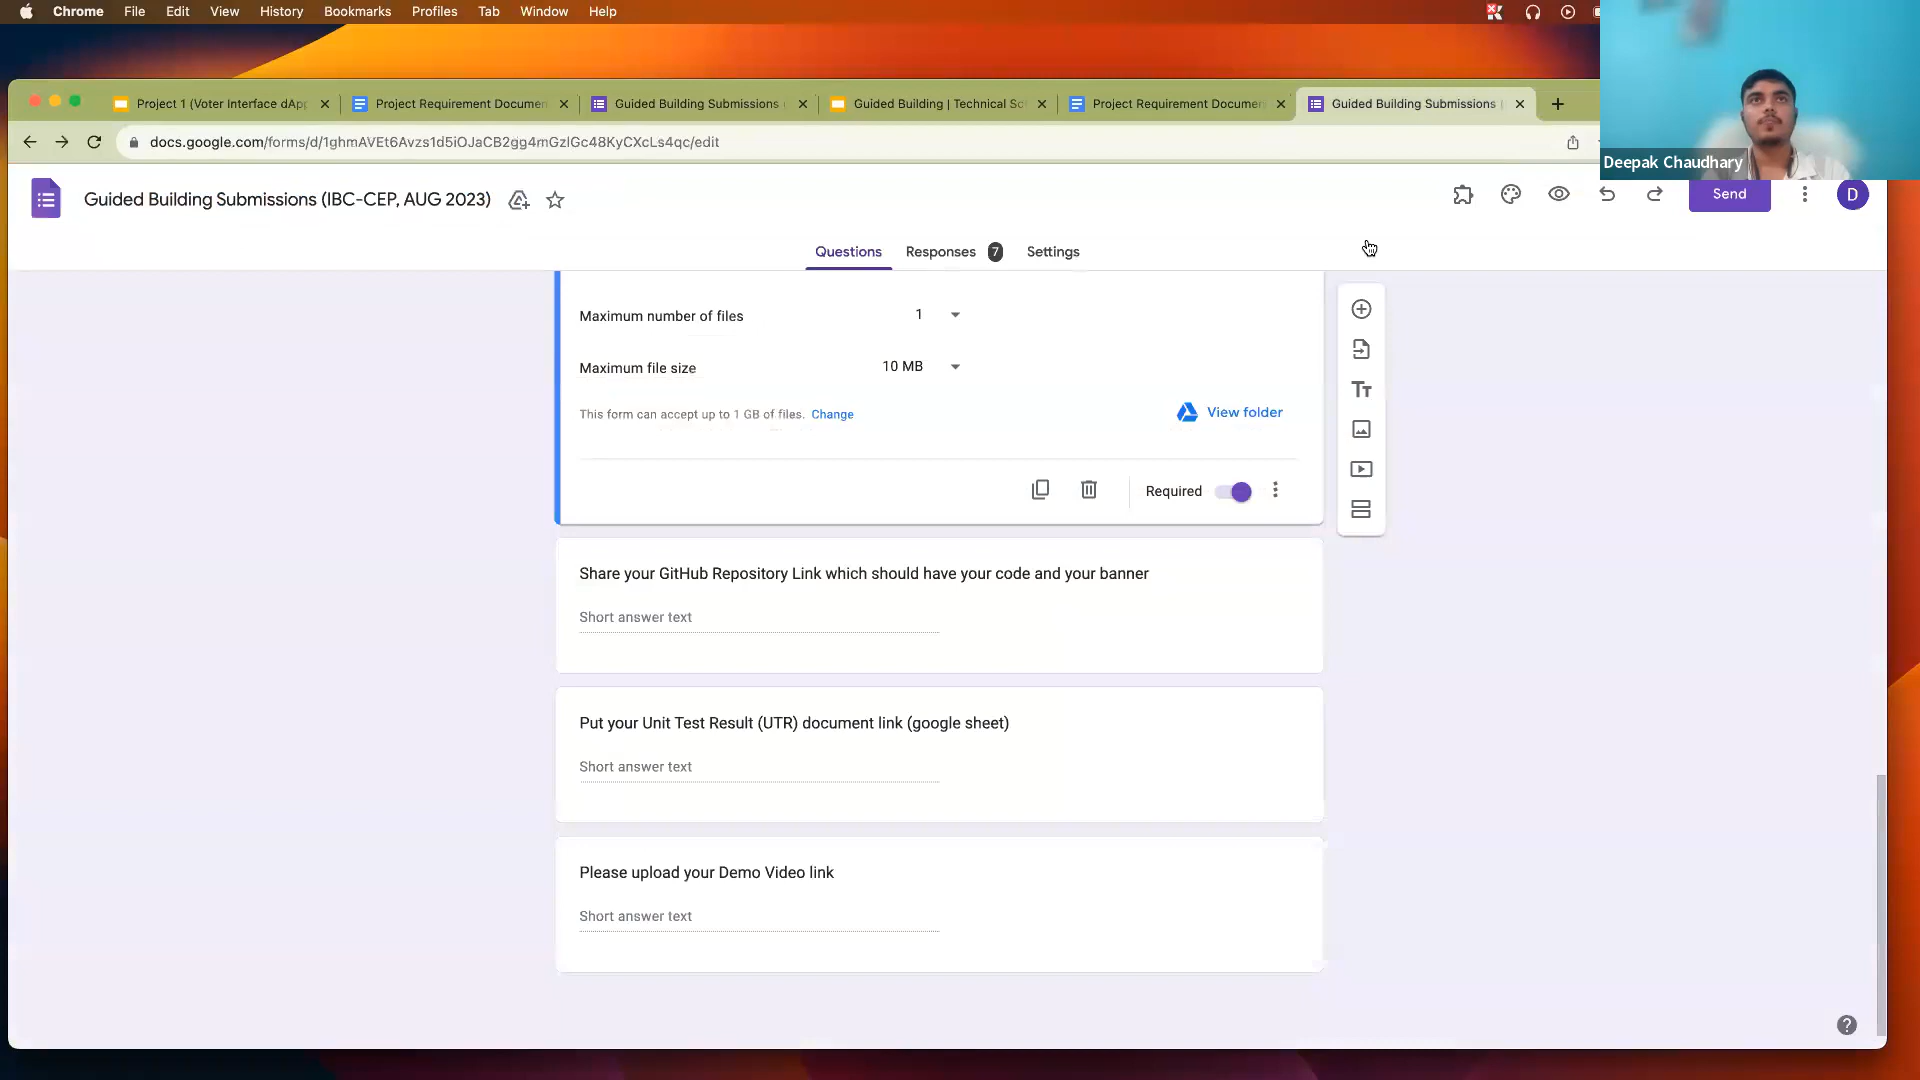 Chrome File Edit View History Bookmarks Profiles Tab Window Help
Project 1 (Voter Interface dApp
Project Requirement Documen
Guided Building Submissions
Guided Building | Technical
Project Requirement Documen
Guided Building Submissions
docs.google.com/forms/d/1ghmAVEt6Avzs1d5iOJaCB2gg4mGzlGc48KyCXcLs4qc/edit
Deepak Chaudhary
Guided Building Submissions (IBC-CEP, AUG 2023)
Send
D
Questions Responses 7 Settings
Maximum number of files 1
Maximum file size 10 MB
This form can accept up to 1 GB of files. Change
View folder
Required
Share your GitHub Repository Link which should have your code and your banner
Short answer text
Put your Unit Test Result (UTR) document link (google sheet)
Short answer text
Please upload your Demo Video link
Short answer text